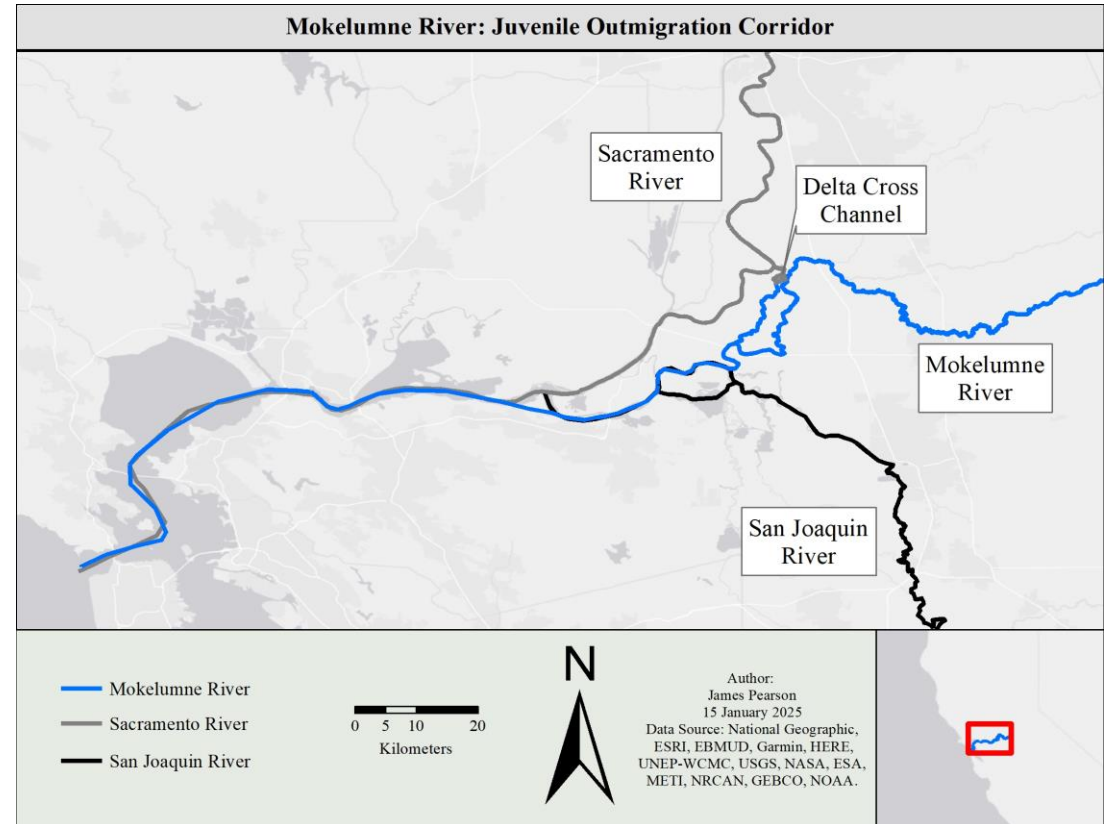 Mokelumne River: Juvenile Outmigration Corridor
Sacramento
River
Delta Cross
Channel
Mokelumne
River
San Joaquin
River
Mokelumne River
Sacramento River
San Joaquin River
0 5 10 20
Kilometers
N
Author:
James Pearson
15 January 2025
Data Source: National Geographic,
ESRI, EBMUD, Garmin, HERE,
UNEP-WCMC, USGS, NASA, ESA,
METI, NRCAN, GEBCO, NOAA.